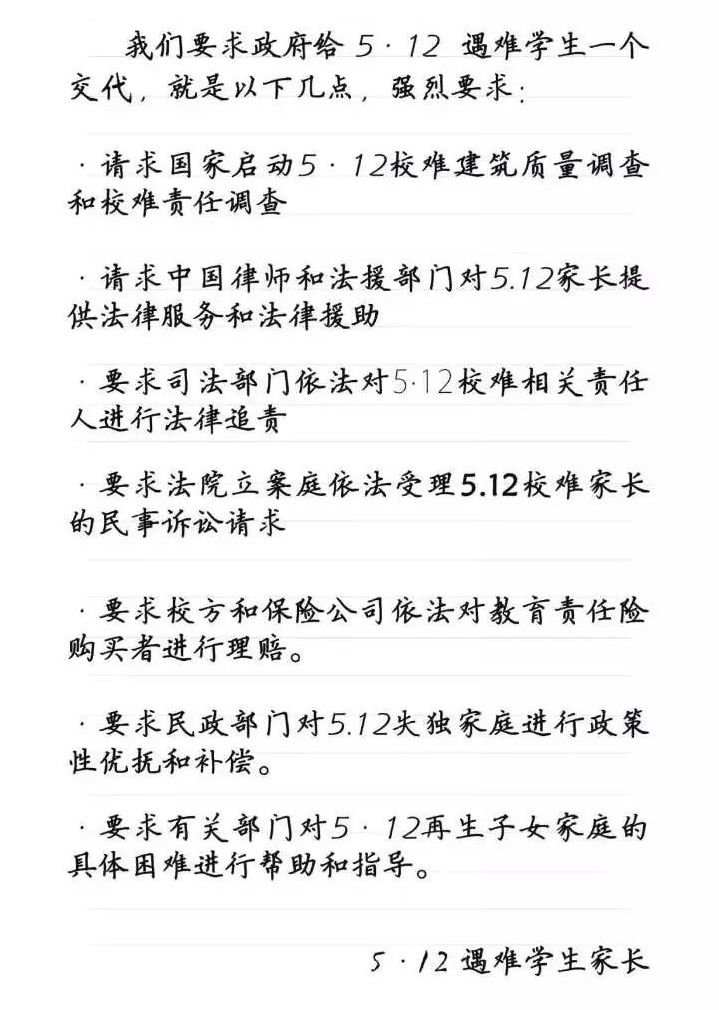 我们要求政府给 5·12 遇难学生一个
交代，就是以下几点，强烈要求：
·请求国家启动5·12校难建筑质量调查
和校难责任调查
·请求中国律师和法援部门对5.12家长提
供法律服务和法律援助
·要求司法部门依法对5·12校难相关责任
人进行法律追责
·要求法院立案庭依法受理5.12校难家长
的民事诉讼请求
·要求校方和保险公司依法对教育责任险
购买者进行理赔。
·要求民政部门对5.12失独家庭进行政策
性优抚和补偿。
·要求有关部门对5·12再生子女家庭的
具体困难进行帮助和指导。
5·12 遇难学生家长